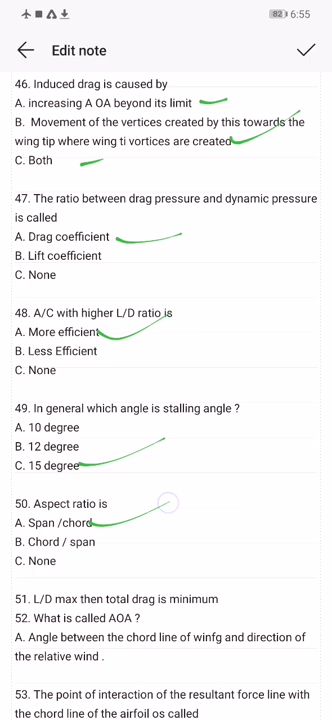 82 6:55
Edit note
46. Induced drag is caused by
A. increasing A OA beyond its limit
B. Movement of the vertices created by this towards the
wing tip where wing ti vortices are created
C. Both
47. The ratio between drag pressure and dynamic pressure
is called
A. Drag coefficient
B. Lift coefficient
C. None
48. A/C with higher L/D ratio is
A. More efficient
B. Less Efficient
C. None
49. In general which angle is stalling angle ?
A. 10 degree
B. 12 degree
C. 15 degree
50. Aspect ratio is
A. Span /chord
B. Chord / span
C. None
51. L/D max then total drag is minimum
52. What is called AOA ?
A. Angle between the chord line of winfg and direction of
the relative wind .
53. The point of interaction of the resultant force line with
the chord line of the airfoil os called